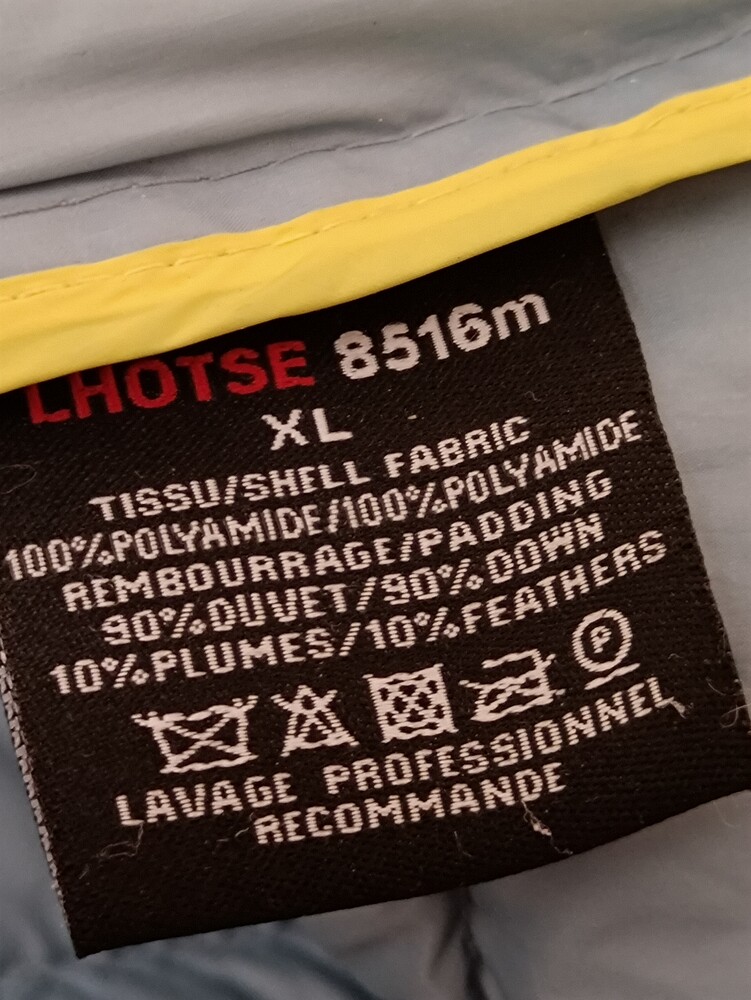 LHOTSE 8516m
XL
TISSU/SHELL FABRIC
100%POLYAMIDE/100%POLYAMIDE
REMBOURRAGE/PADDING
90%DUVET/90%DOWN
10%PLUMES/10%FEATHERS
P
LAVAGE PROFESSIONNEL
RECOMMANDE